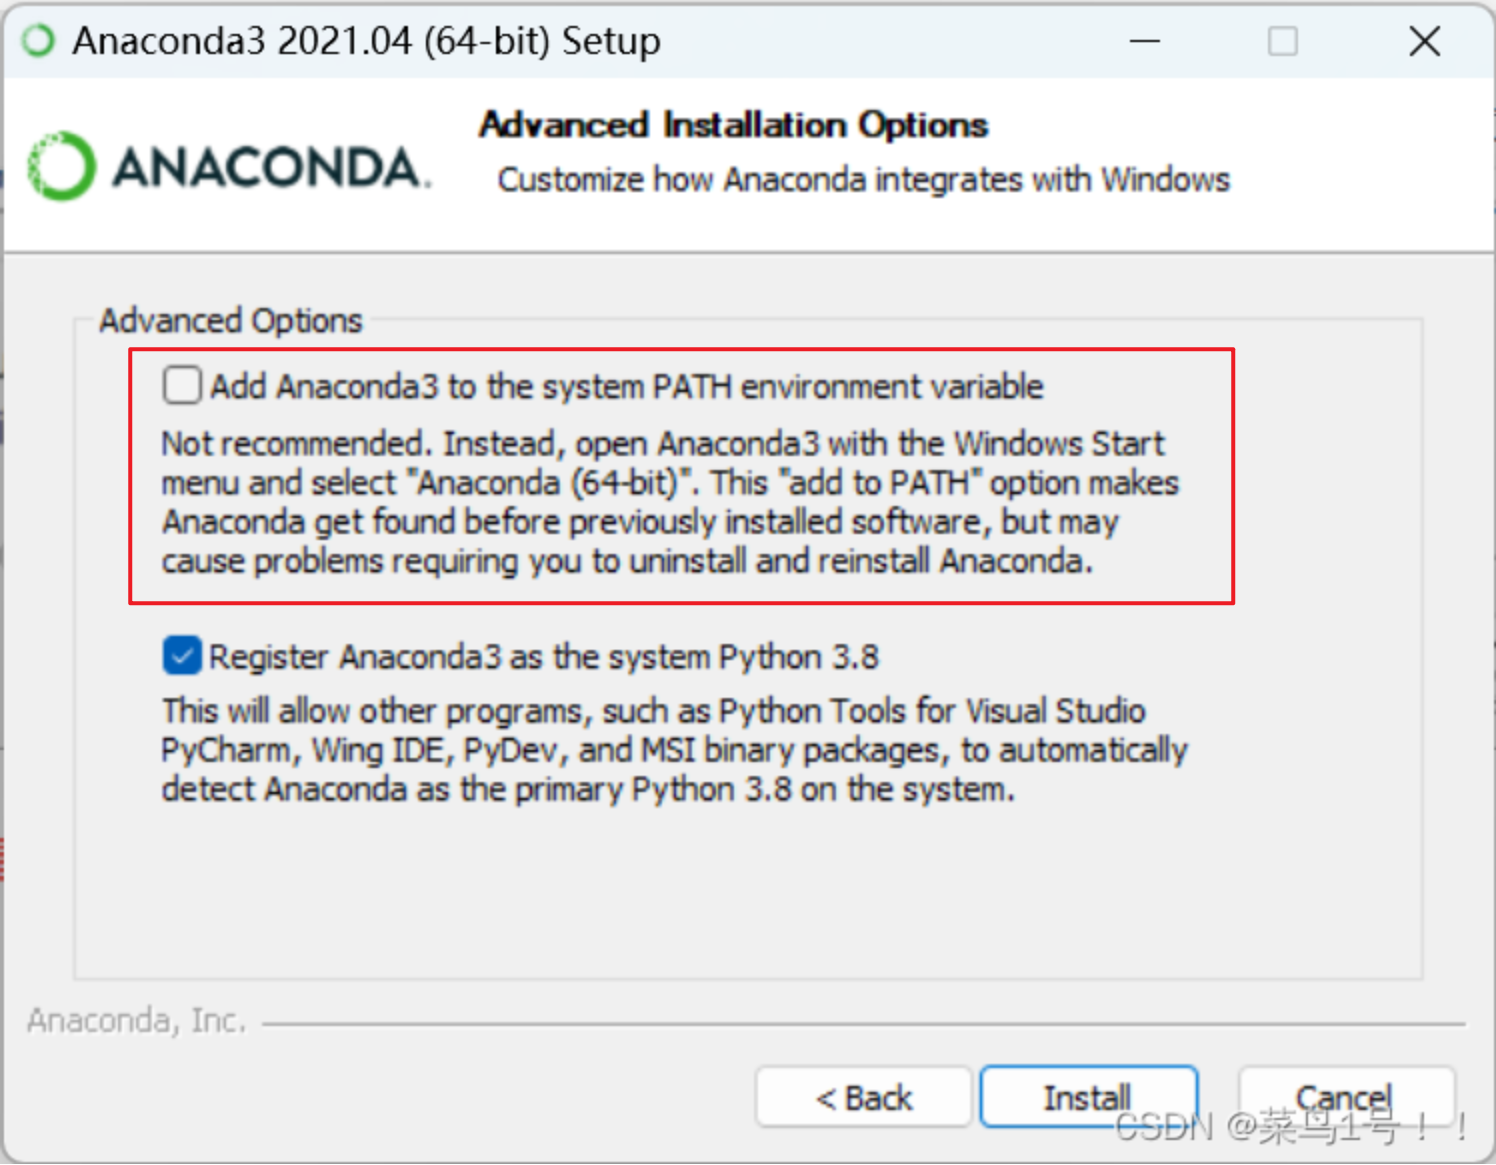 Anaconda3 2021.04 (64-bit) Setup
ANACONDA.
Advanced Installation Options
Customize how Anaconda integrates with Windows
Advanced Options
Add Anaconda3 to the system PATH environment variable
Not recommended. Instead, open Anaconda3 with the Windows Start
menu and select "Anaconda (64-bit)". This "add to PATH" option makes
Anaconda get found before previously installed software, but may
cause problems requiring you to uninstall and reinstall Anaconda.
Register Anaconda3 as the system Python 3.8
This will allow other programs, such as Python Tools for Visual Studio
PyCharm, Wing IDE, PyDev, and MSI binary packages, to automatically
detect Anaconda as the primary Python 3.8 on the system.
Anaconda, Inc.
< Back
Install
Cancel
CSDN @菜鸟1号！！